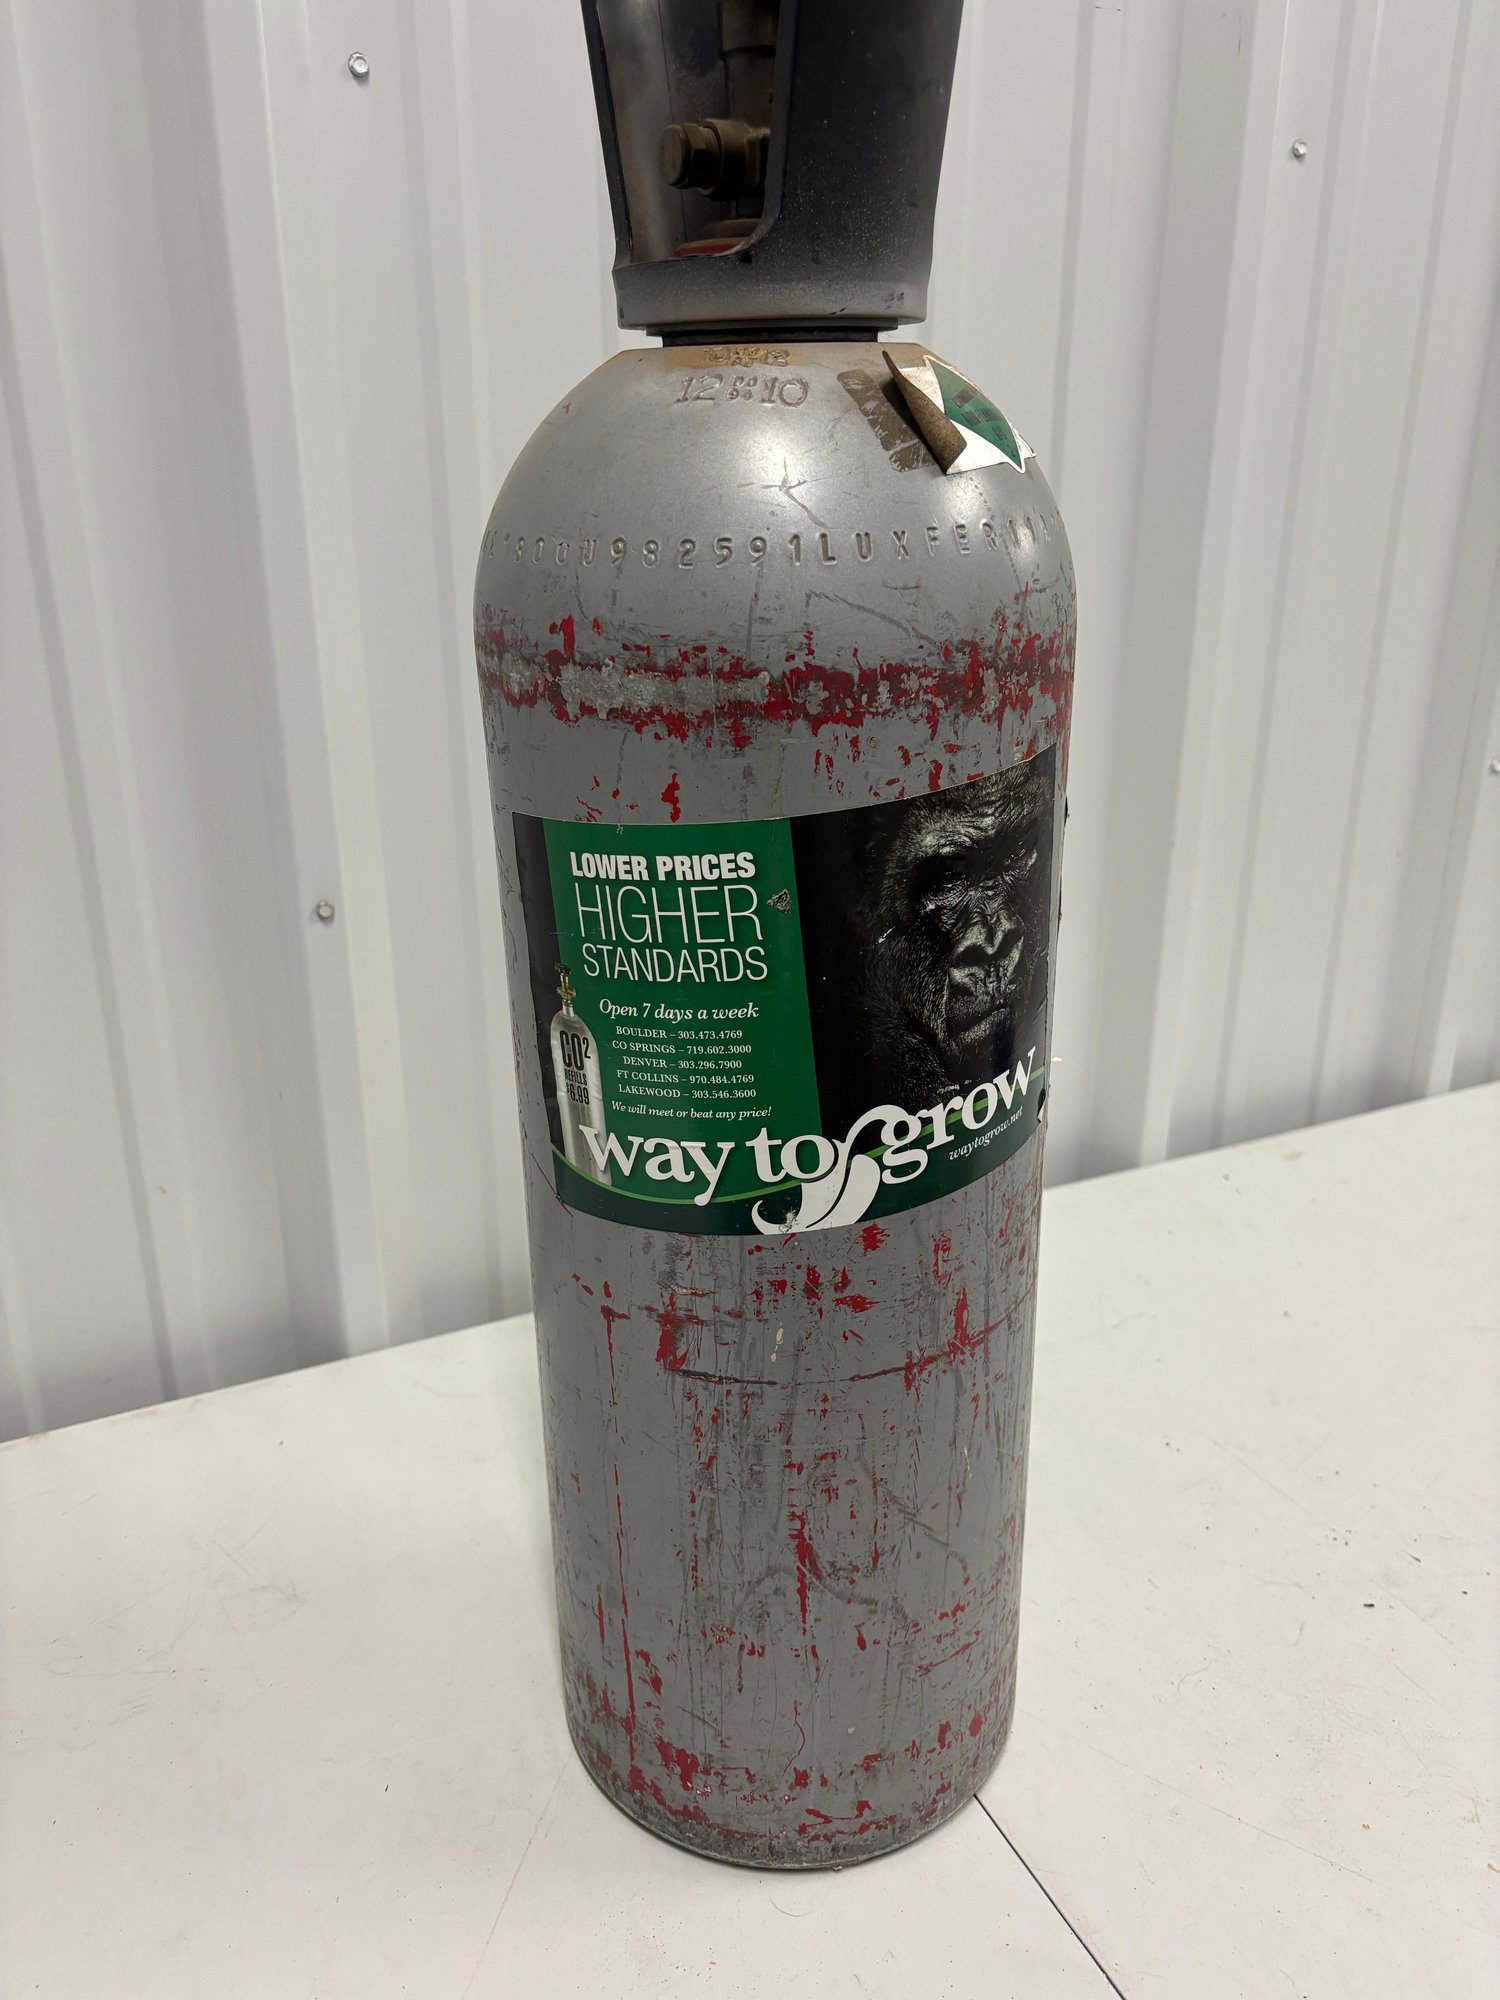 12 10
U982591LUXFER
LOWER PRICES
HIGHER
STANDARDS
Open 7 days a week
BOULDER – 303.473.4769
CO SPRINGS – 719.602.3000
DENVER – 303.296.7900
FT COLLINS – 970.484.4769
LAKEWOOD – 303.546.3600
We will meet or beat any price!
CO2
REFILLS
$6.99
way to grow
waytogrow.net